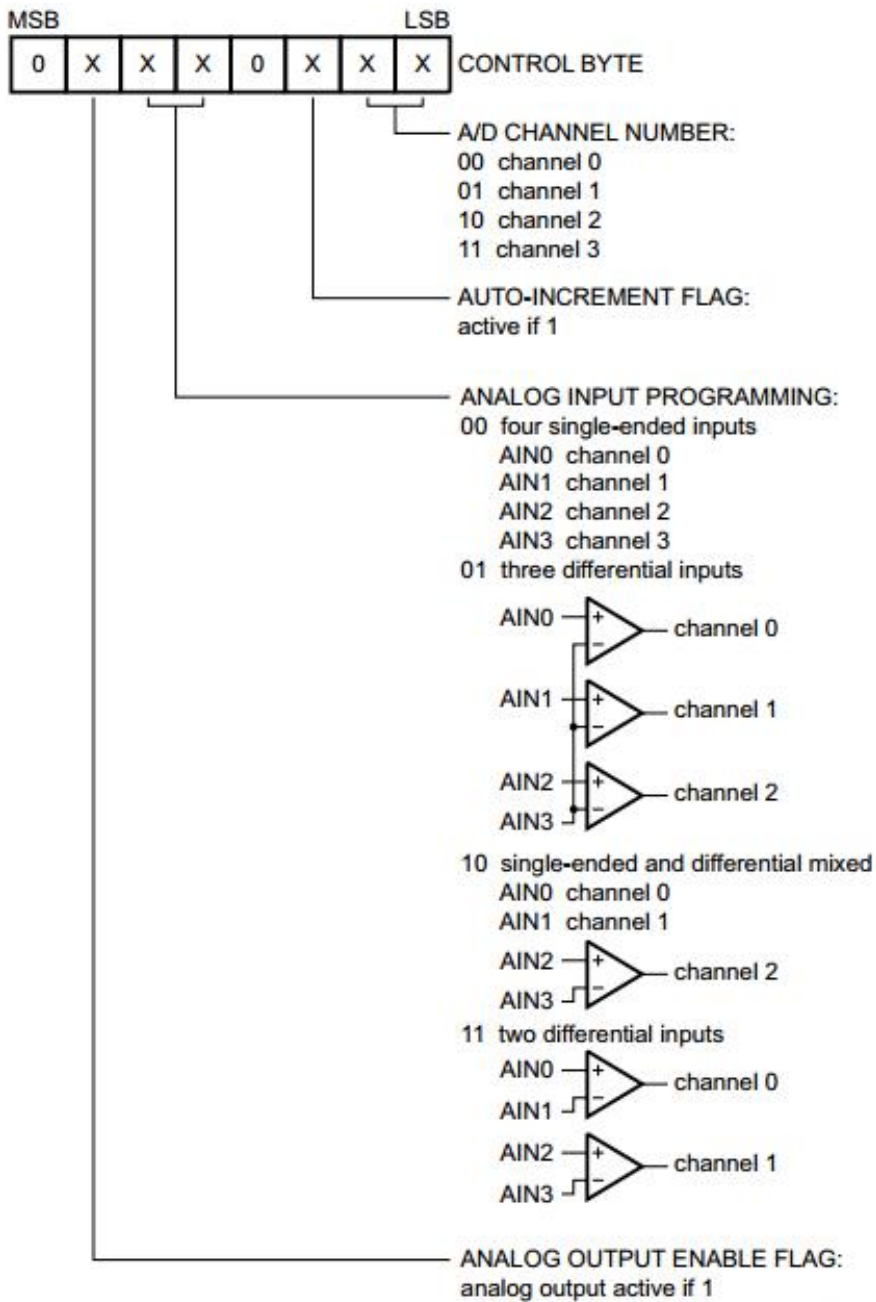 MSB LSB
0 X X X 0 X X X CONTROL BYTE
A/D CHANNEL NUMBER:
00 channel 0
01 channel 1
10 channel 2
11 channel 3
AUTO-INCREMENT FLAG:
active if 1
ANALOG INPUT PROGRAMMING:
00 four single-ended inputs
AIN0 channel 0
AIN1 channel 1
AIN2 channel 2
AIN3 channel 3
01 three differential inputs
AIN0 + − channel 0
AIN1 + − channel 1
AIN2 + − channel 2
AIN3
10 single-ended and differential mixed
AIN0 channel 0
AIN1 channel 1
AIN2 + − channel 2
AIN3
11 two differential inputs
AIN0 + − channel 0
AIN1
AIN2 + − channel 1
AIN3
ANALOG OUTPUT ENABLE FLAG:
analog output active if 1